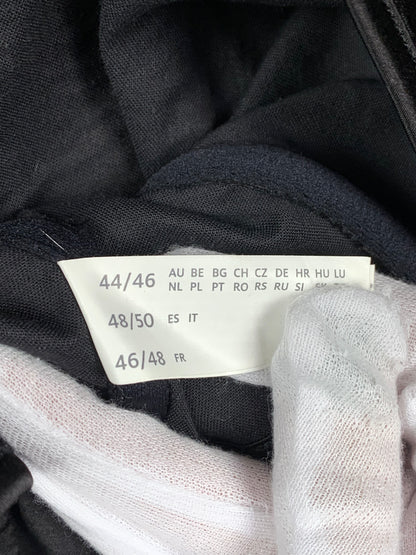 44/46 AU BE BG CH CZ DE HR HU LU
NL PL PT RO RS RU SI
48/50 ES IT
46/48 FR